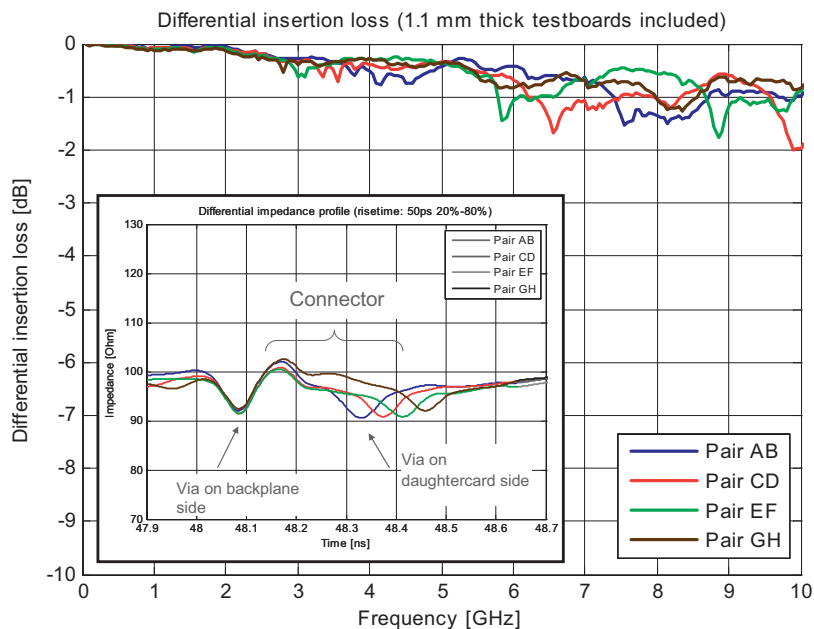 Differential insertion loss (1.1 mm thick testboards included)
0
-1
-2
-3
-4
-5
-6
-7
-8
-9
-10
Differential insertion loss [dB]
0 1 2 3 4 5 6 7 8 9 10
Frequency [GHz]
Pair AB
Pair CD
Pair EF
Pair GH
Differential impedance profile (risetime: 50ps 20%-80%)
130
120
110
100
90
80
70
Impedance [Ohm]
47.9 48 48.1 48.2 48.3 48.4 48.5 48.6 48.7
Time [ns]
Pair AB
Pair CD
Pair EF
Pair GH
Connector
Via on backplane
side
Via on
daughtercard side